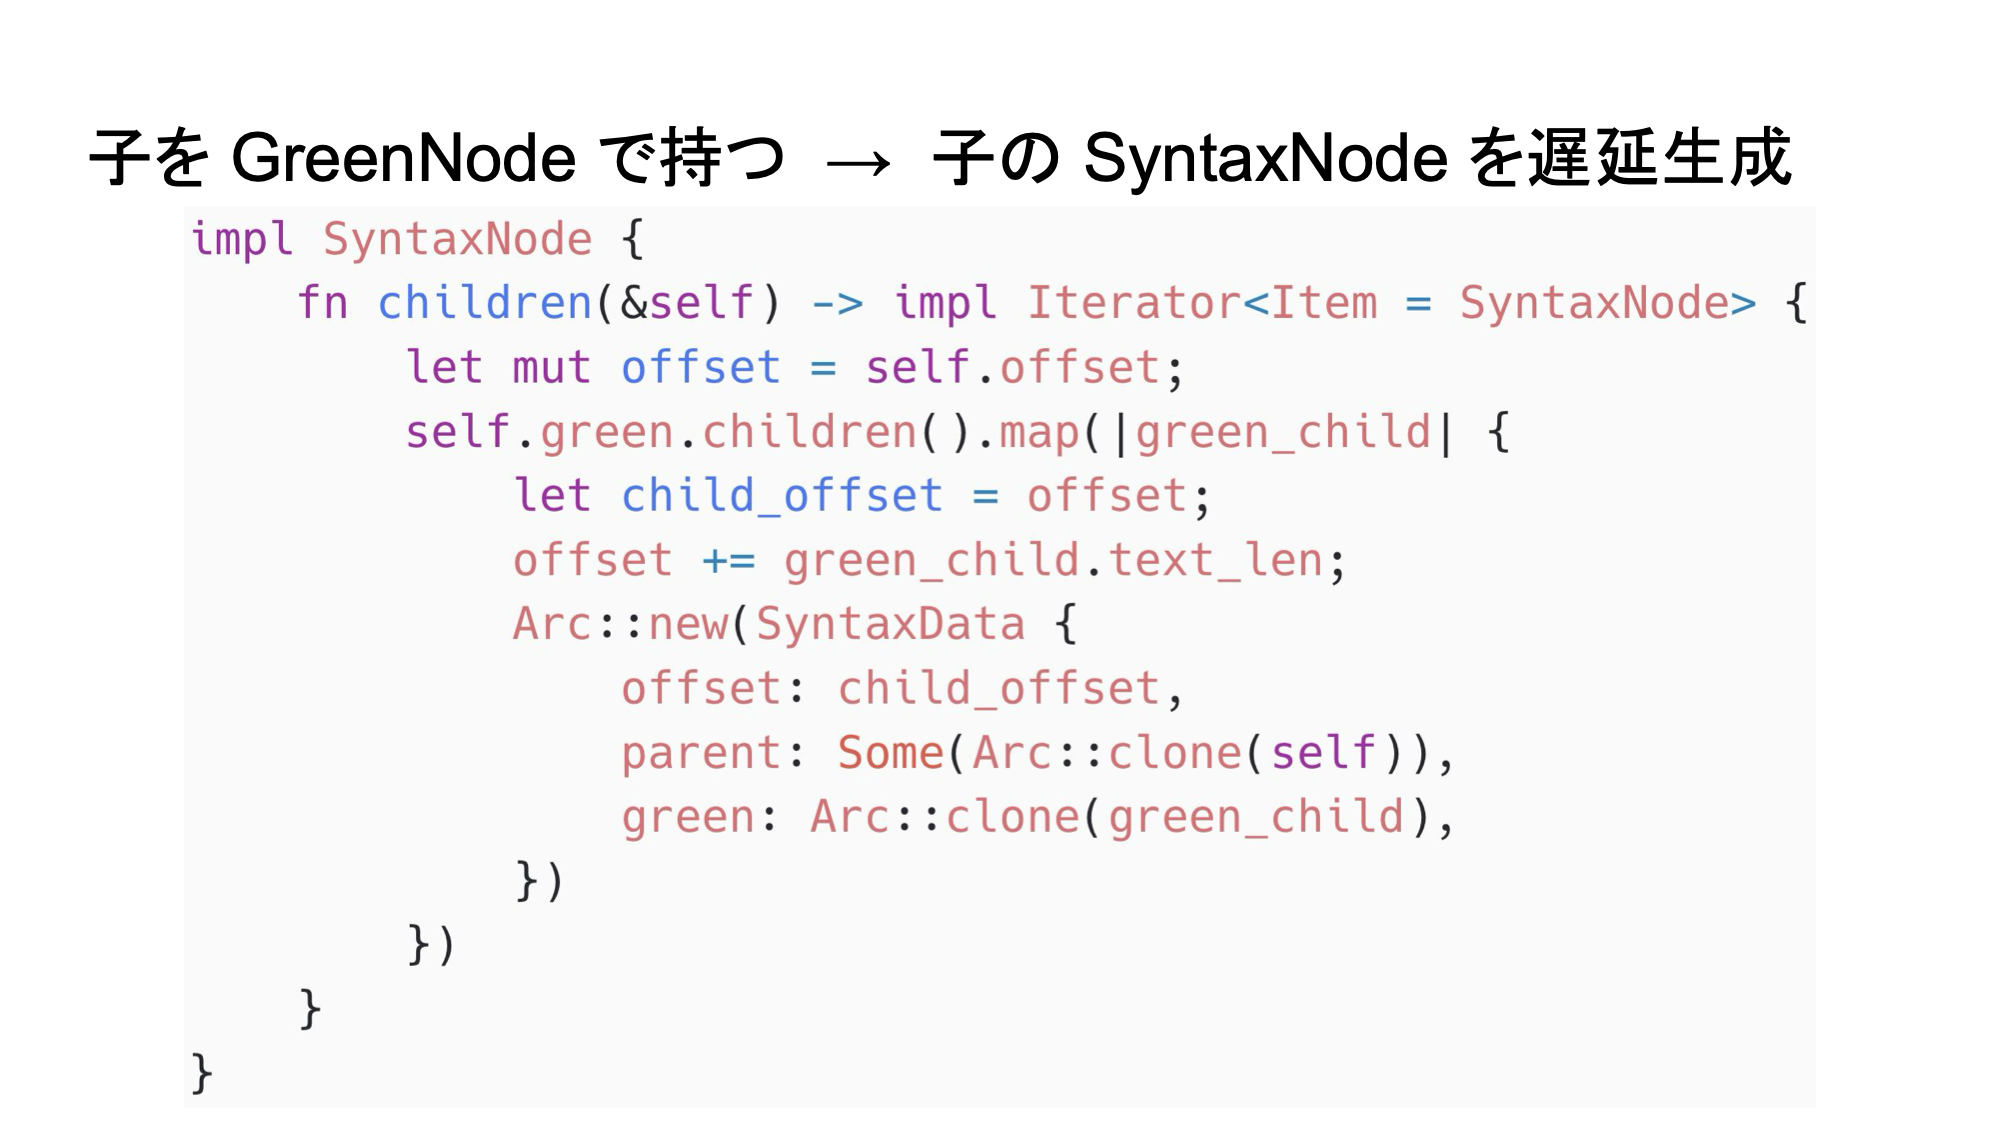 子を GreenNode で持つ → 子の SyntaxNode を遅延生成
impl SyntaxNode {
    fn children(&self) -> impl Iterator<Item = SyntaxNode> {
        let mut offset = self.offset;
        self.green.children().map(|green_child| {
            let child_offset = offset;
            offset += green_child.text_len;
            Arc::new(SyntaxData {
                offset: child_offset,
                parent: Some(Arc::clone(self)),
                green: Arc::clone(green_child),
            })
        })
    }
}